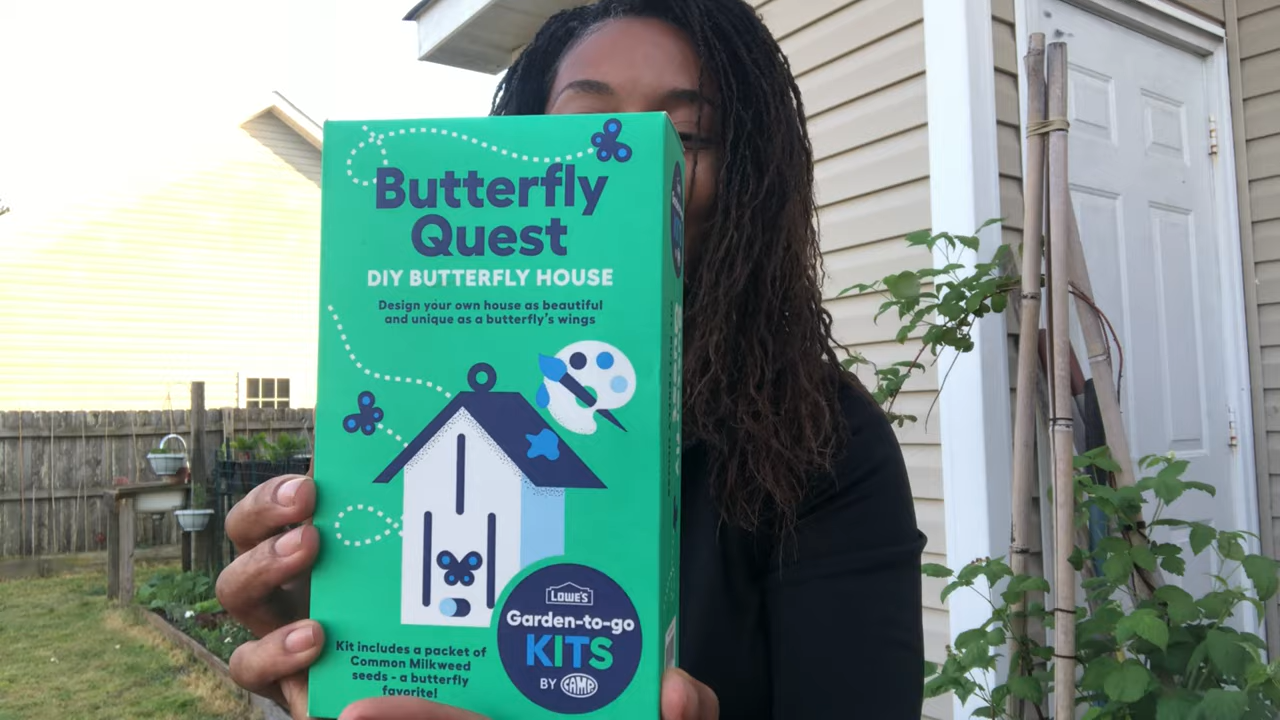 Butterfly
Quest
DIY BUTTERFLY HOUSE
Design your own house as beautiful
and unique as a butterfly's wings
LOWE'S
Garden-to-go
KITS
BY CAMP
Kit includes a packet of
Common Milkweed
seeds - a butterfly
favorite!